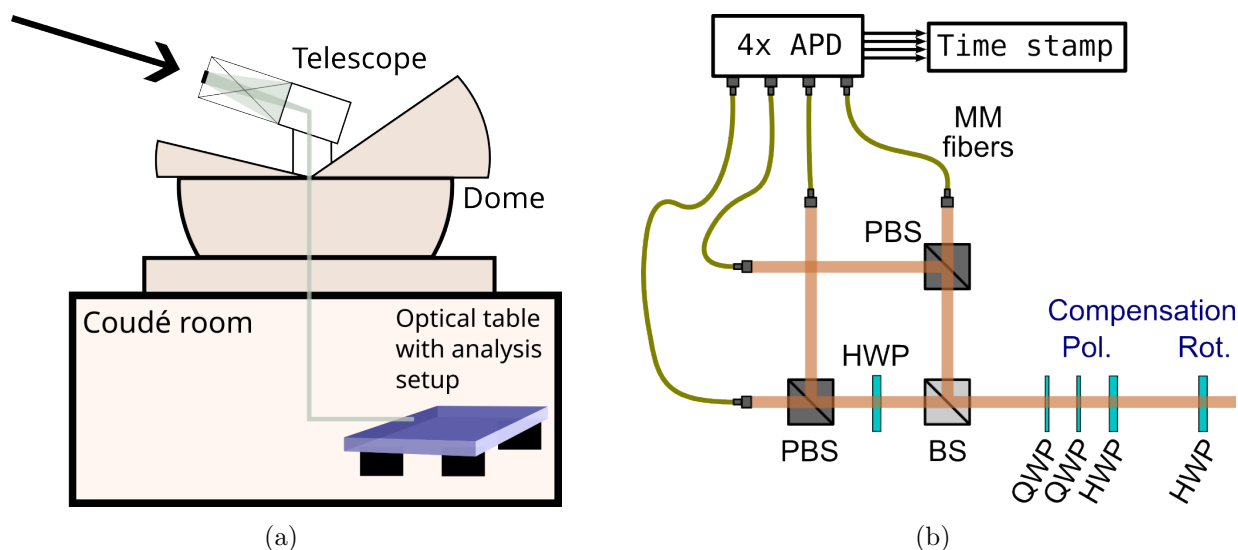 Telescope
Dome
Coudé room
Optical table
with analysis
setup
(a)
4x APD
Time stamp
MM
fibers
PBS
Compensation
Pol.
Rot.
HWP
PBS
BS
QWP
QWP
HWP
HWP
(b)